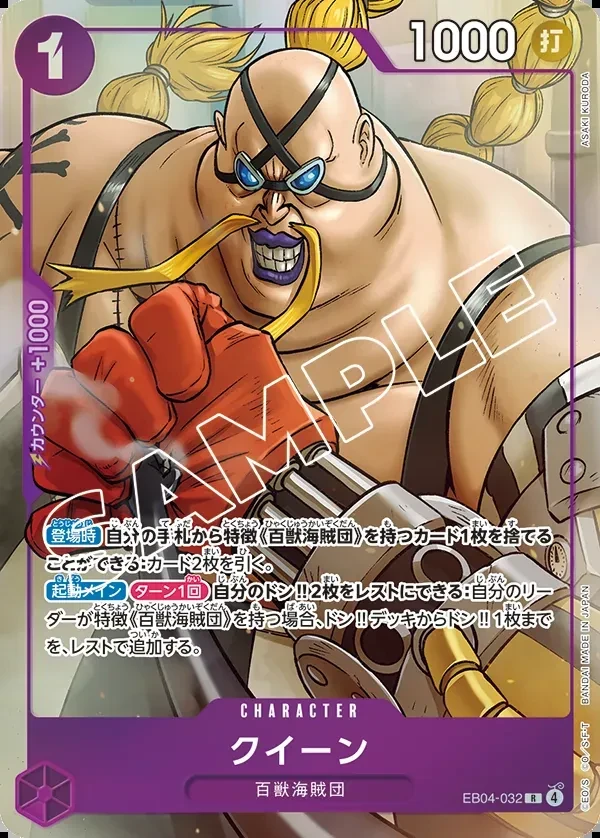 1
1000
打
ASAKI KURODA
カウンター +1000
SAMPLE
登場時 自分の手札から特徴《百獣海賊団》を持つカード1枚を捨てる
ことができる:カード2枚を引く。
起動メイン ターン1回 自分のドン!!2枚をレストにできる:自分のリー
ダーが特徴《百獣海賊団》を持つ場合、ドン!!デッキからドン!!1枚まで
を、レストで追加する。
CHARACTER
クイーン
百獣海賊団
EB04-032 R 4
©E.O/S ©O/S・F・T BANDAI MADE IN JAPAN